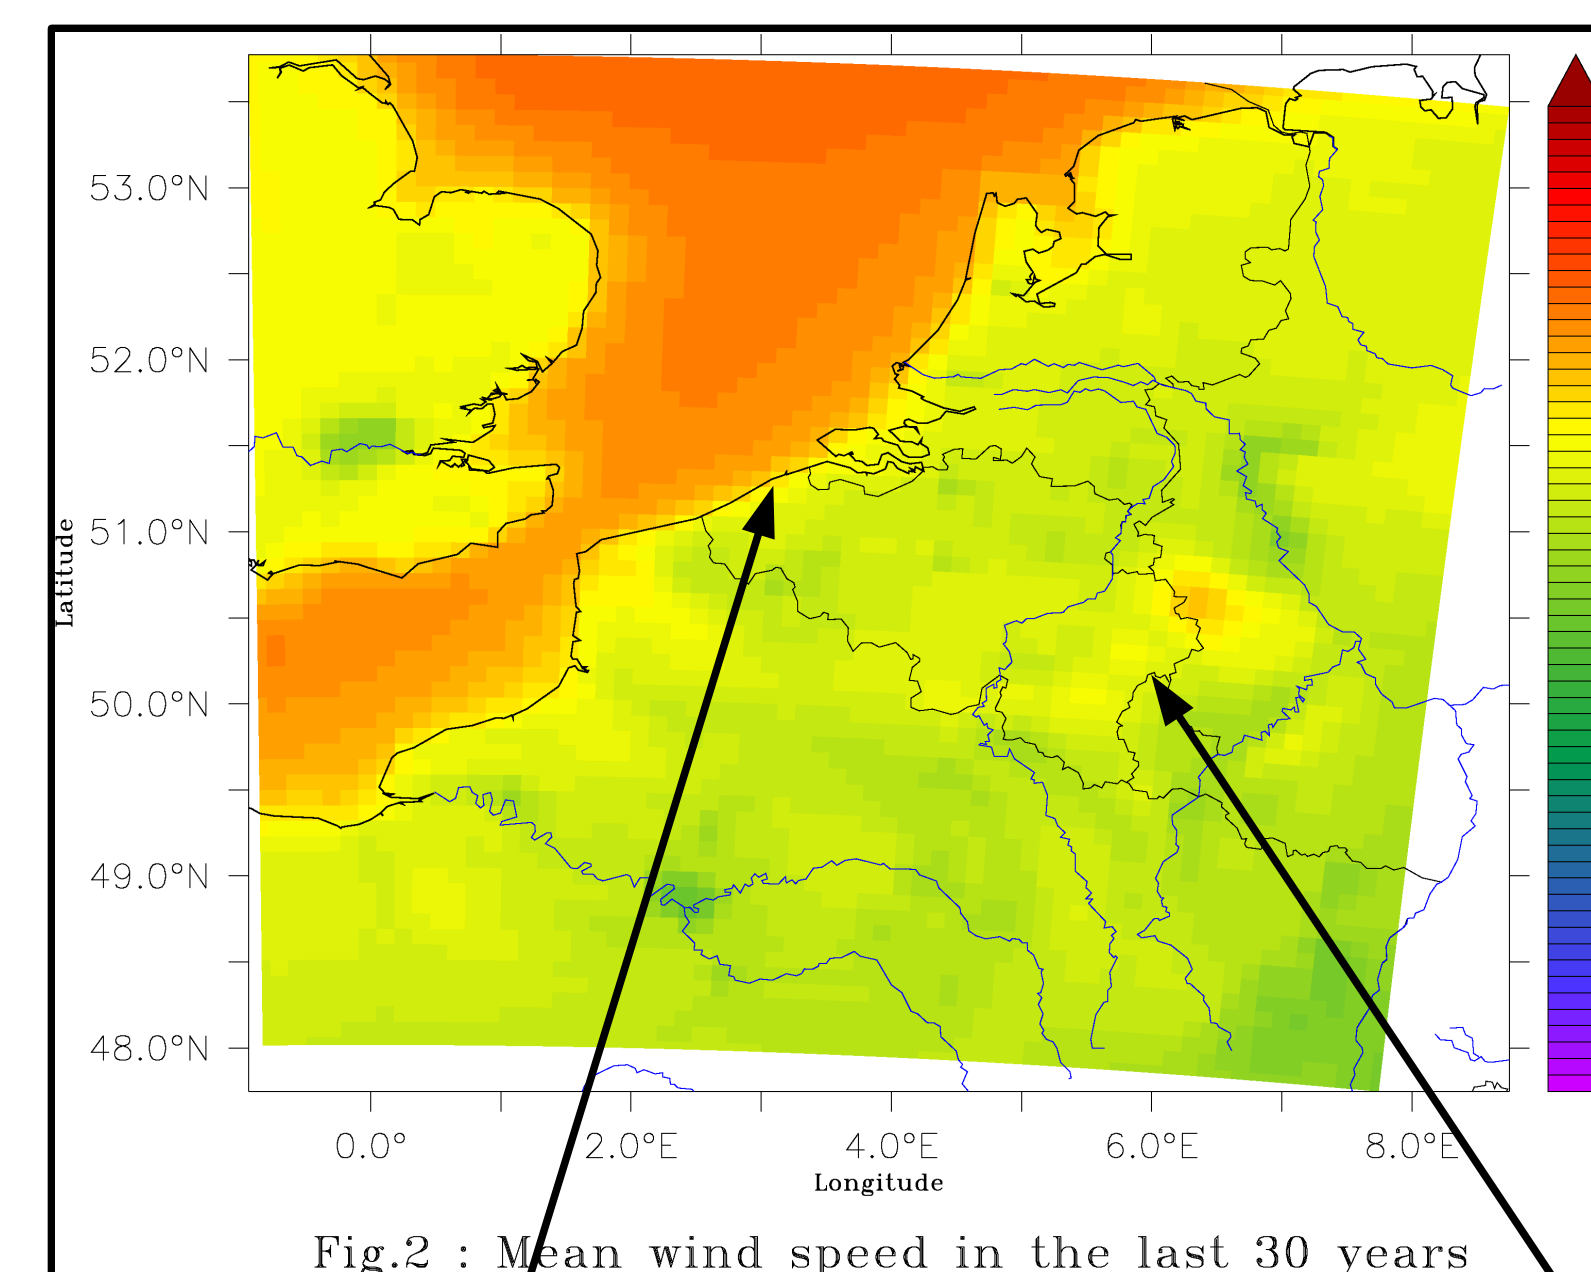 53.0°N
52.0°N
51.0°N
50.0°N
49.0°N
48.0°N
Latitude
0.0°
2.0°E
4.0°E
6.0°E
8.0°E
Longitude
Fig.2 : Mean wind speed in the last 30 years